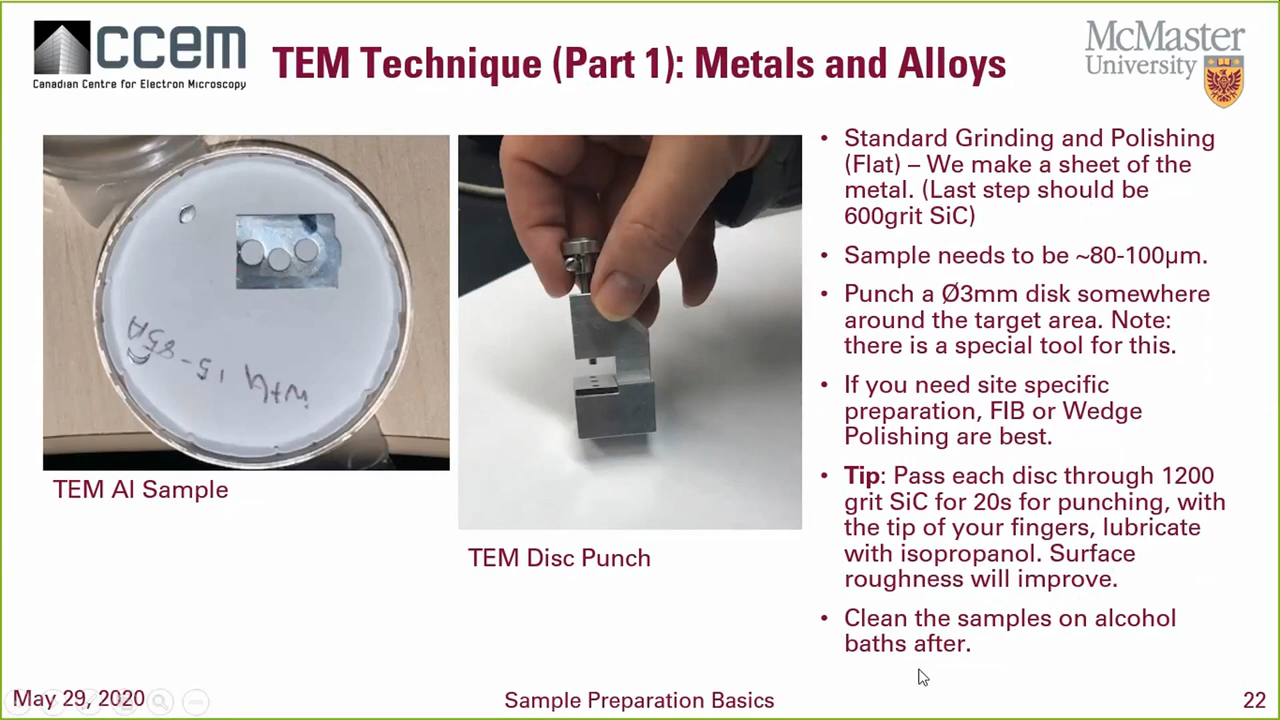 ccem
Canadian Centre for Electron Microscopy
TEM Technique (Part 1): Metals and Alloys
McMaster
University
• Standard Grinding and Polishing
(Flat) – We make a sheet of the
metal. (Last step should be
600grit SiC)
• Sample needs to be ~80-100µm.
• Punch a Ø3mm disk somewhere
around the target area. Note:
there is a special tool for this.
• If you need site specific
preparation, FIB or Wedge
Polishing are best.
• Tip: Pass each disc through 1200
grit SiC for 20s for punching, with
the tip of your fingers, lubricate
with isopropanol. Surface
roughness will improve.
• Clean the samples on alcohol
baths after.
TEM Al Sample
TEM Disc Punch
May 29, 2020
Sample Preparation Basics
22